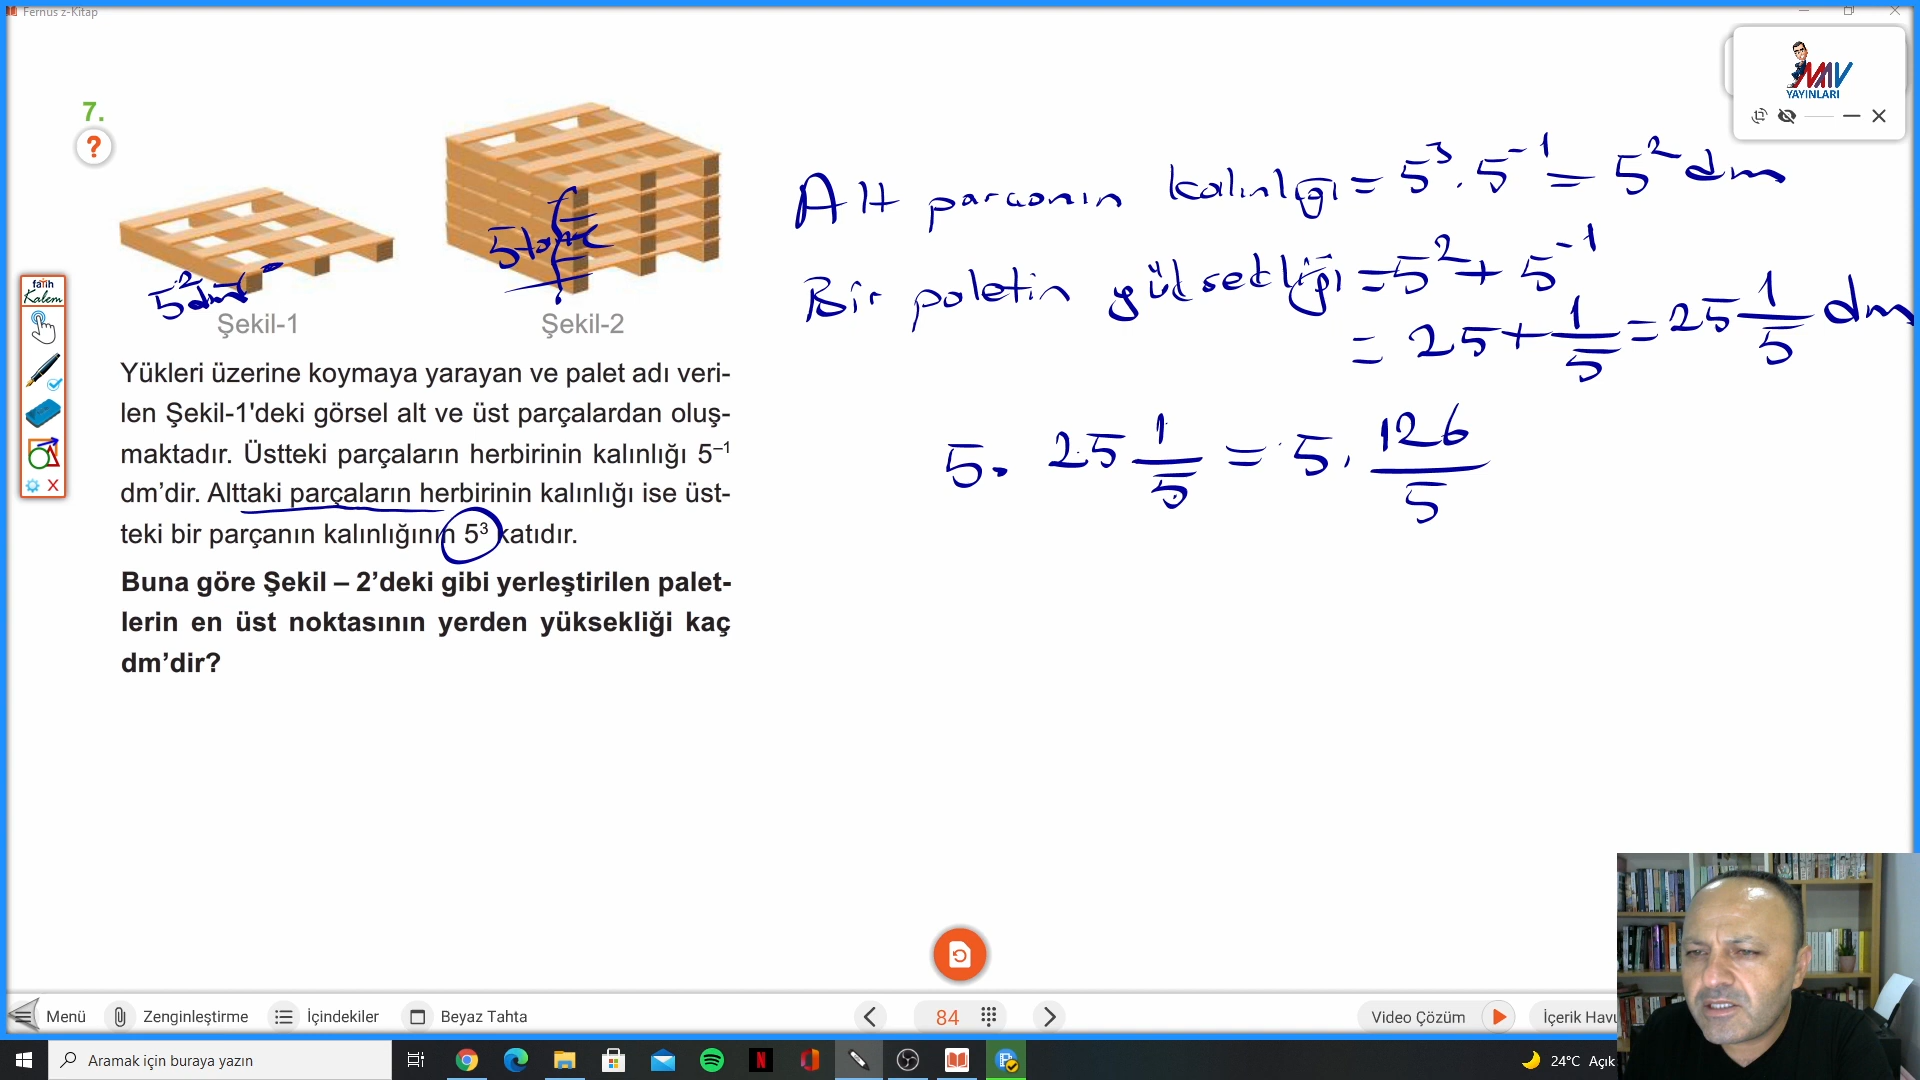 Fernus z-Kitap
MAV
YAYINLARI
7.
?
5² dm
5 tane
Şekil-1
Şekil-2
Yükleri üzerine koymaya yarayan ve palet adı veri-
len Şekil-1'deki görsel alt ve üst parçalardan oluş-
maktadır. Üstteki parçaların herbirinin kalınlığı 5⁻¹
dm’dir. Alttaki parçaların herbirinin kalınlığı ise üst-
teki bir parçanın kalınlığının 5³ katıdır.
Buna göre Şekil – 2’deki gibi yerleştirilen palet-
lerin en üst noktasının yerden yüksekliği kaç
dm’dir?
Alt parçanın kalınlığı = 5³ . 5⁻¹ = 5² dm
Bir paletin yüksekliği = 5² + 5⁻¹
= 25 + 1/5 = 25 1/5 dm
5 . 25 1/5 = 5 . 126/5
fatih
Kalem
Menü
Zenginleştirme
İçindekiler
Beyaz Tahta
84
Video Çözüm
İçerik Havu
Aramak için buraya yazın
24°C Açık